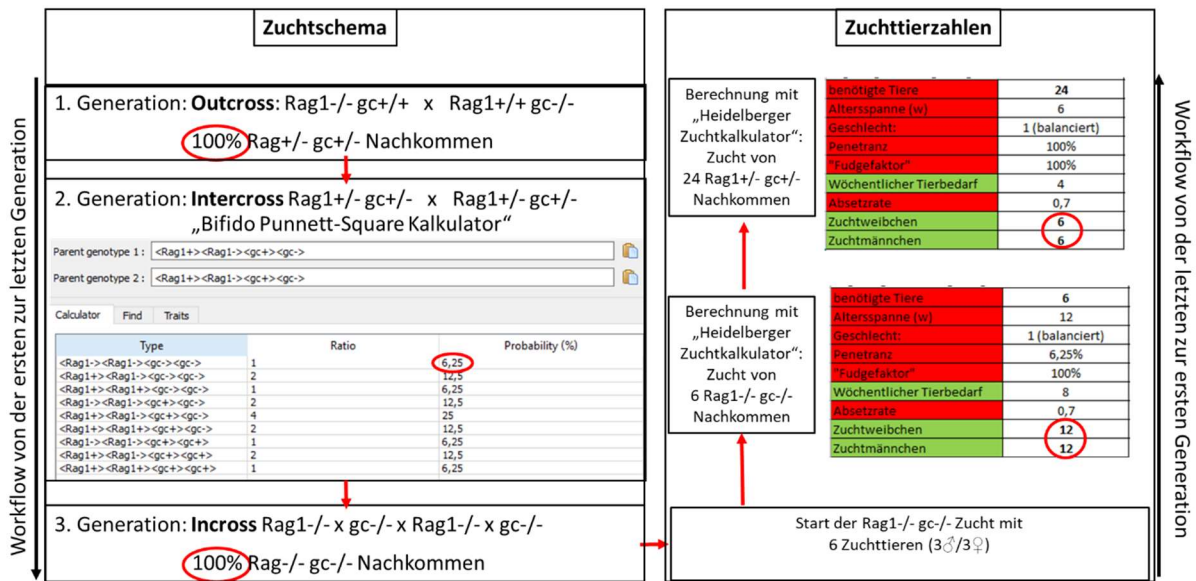 Zuchtschema
Workflow von der ersten zur letzten Generation
1. Generation: Outcross: Rag1-/- gc+/+ x Rag1+/+ gc-/-
100% Rag+/- gc+/- Nachkommen
2. Generation: Intercross Rag1+/- gc+/- x Rag1+/- gc+/-
„Bifido Punnett-Square Kalkulator“
Parent genotype 1 : <Rag1+><Rag1-><gc+><gc->
Parent genotype 2 : <Rag1+><Rag1-><gc+><gc->
Calculator Find Traits
Type Ratio Probability (%)
<Rag1-><Rag1-><gc-><gc-> 1 6,25
<Rag1+><Rag1-><gc-><gc-> 2 12,5
<Rag1+><Rag1+><gc-><gc-> 1 6,25
<Rag1-><Rag1-><gc+><gc-> 2 12,5
<Rag1+><Rag1-><gc+><gc-> 4 25
<Rag1+><Rag1+><gc+><gc-> 2 12,5
<Rag1-><Rag1-><gc+><gc+> 1 6,25
<Rag1+><Rag1-><gc+><gc+> 2 12,5
<Rag1+><Rag1+><gc+><gc+> 1 6,25
3. Generation: Incross Rag1-/- x gc-/- x Rag1-/- x gc-/-
100% Rag-/- gc-/- Nachkommen
Zuchttierzahlen
Berechnung mit
„Heidelberger
Zuchtkalkulator“:
Zucht von
24 Rag1+/- gc+/-
Nachkommen
benötigte Tiere 24
Altersspanne (w) 6
Geschlecht: 1 (balanciert)
Penetranz 100%
"Fudgefaktor" 100%
Wöchentlicher Tierbedarf 4
Absetzrate 0,7
Zuchtweibchen 6
Zuchtmännchen 6
Berechnung mit
„Heidelberger
Zuchtkalkulator“:
Zucht von
6 Rag1-/- gc-/-
Nachkommen
benötigte Tiere 6
Altersspanne (w) 12
Geschlecht: 1 (balanciert)
Penetranz 6,25%
"Fudgefaktor" 100%
Wöchentlicher Tierbedarf 8
Absetzrate 0,7
Zuchtweibchen 12
Zuchtmännchen 12
Start der Rag1-/- gc-/- Zucht mit
6 Zuchttieren (3♂/3♀)
Workflow von der letzten zur ersten Generation